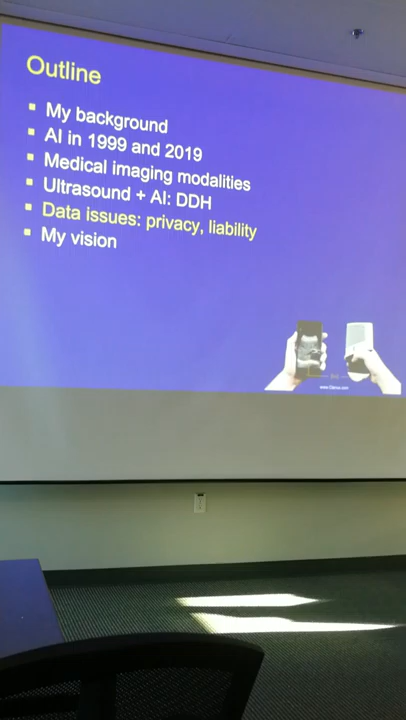 Outline
▪ My background
▪ AI in 1999 and 2019
▪ Medical imaging modalities
▪ Ultrasound + AI: DDH
▪ Data issues: privacy, liability
▪ My vision